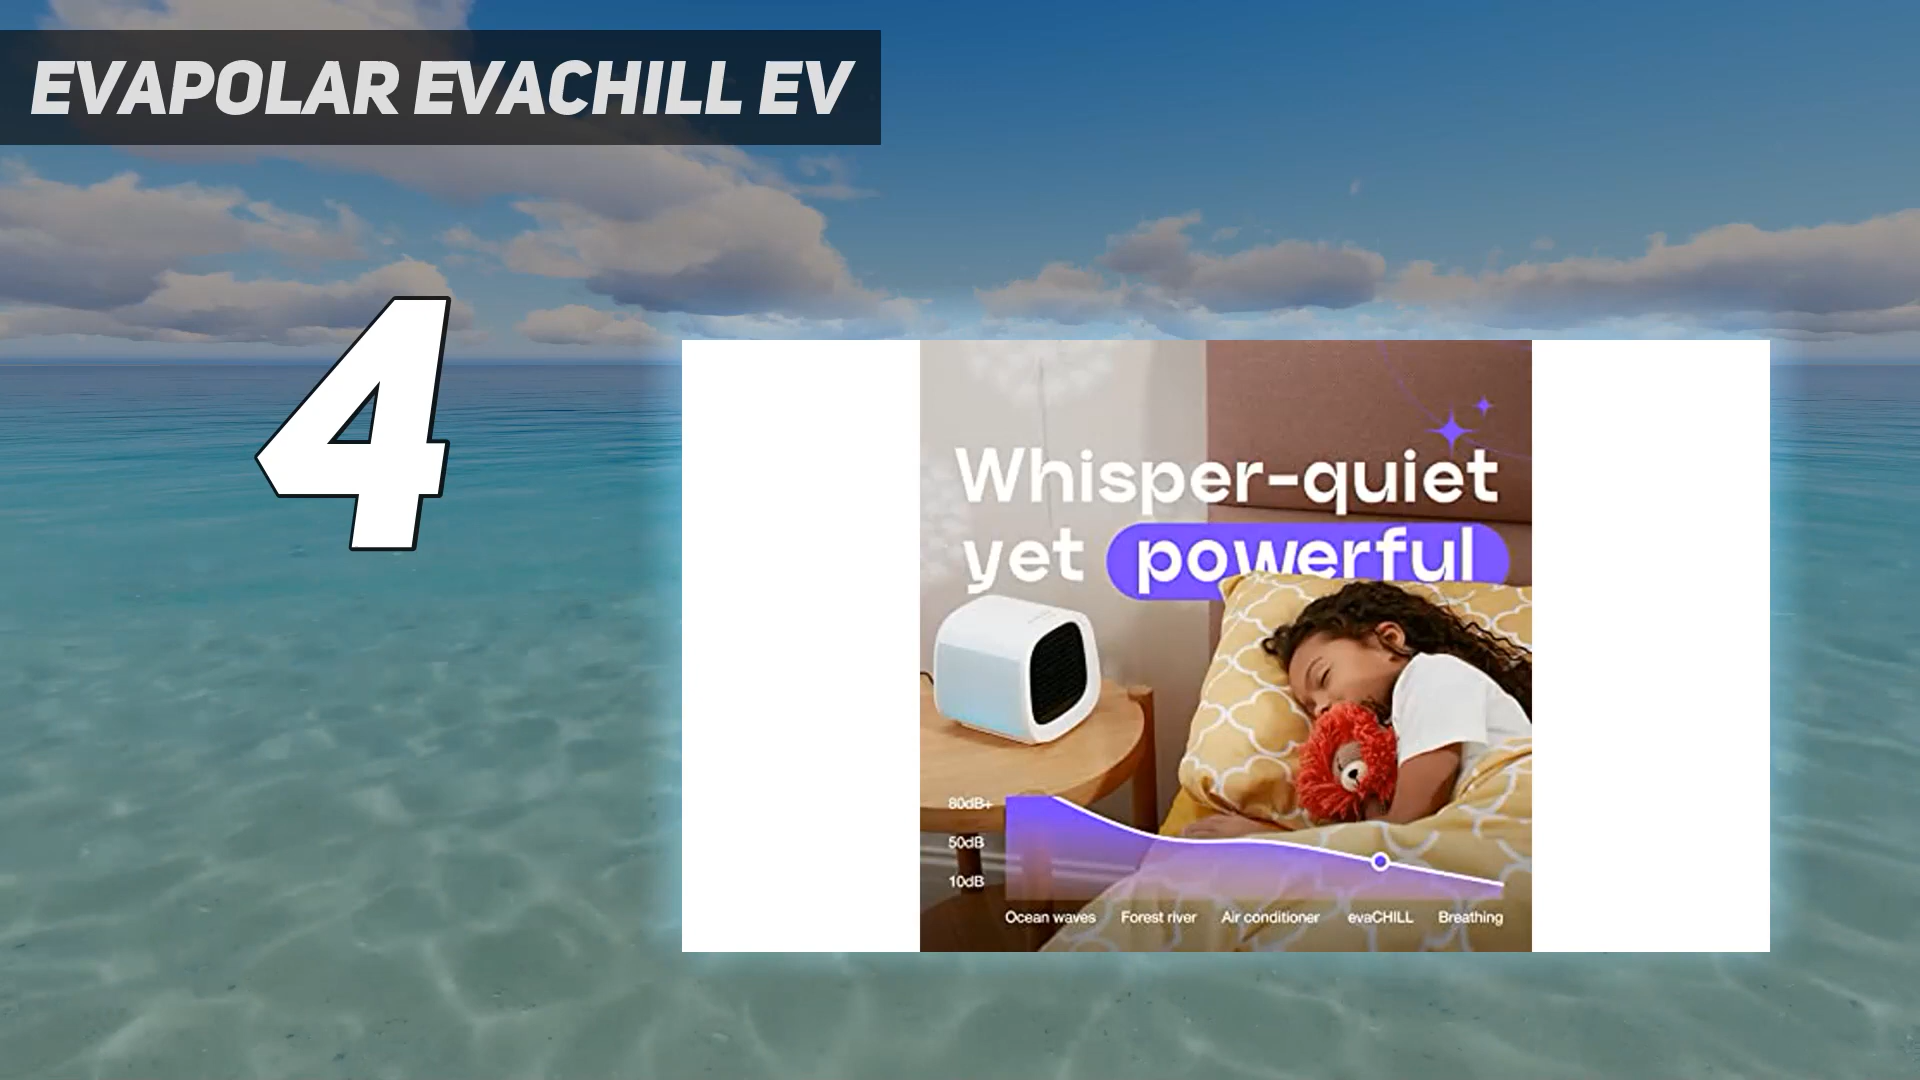 EVAPOLAR EVACHILL EV
4
Whisper-quiet
yet powerful
80dB+
50dB
10dB
Ocean waves Forest river Air conditioner evaCHILL Breathing